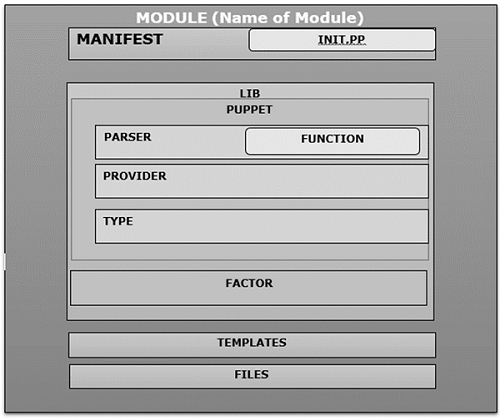 MODULE (Name of Module)
MANIFEST INIT.PP
LIB
PUPPET
PARSER FUNCTION
PROVIDER
TYPE
FACTOR
TEMPLATES
FILES